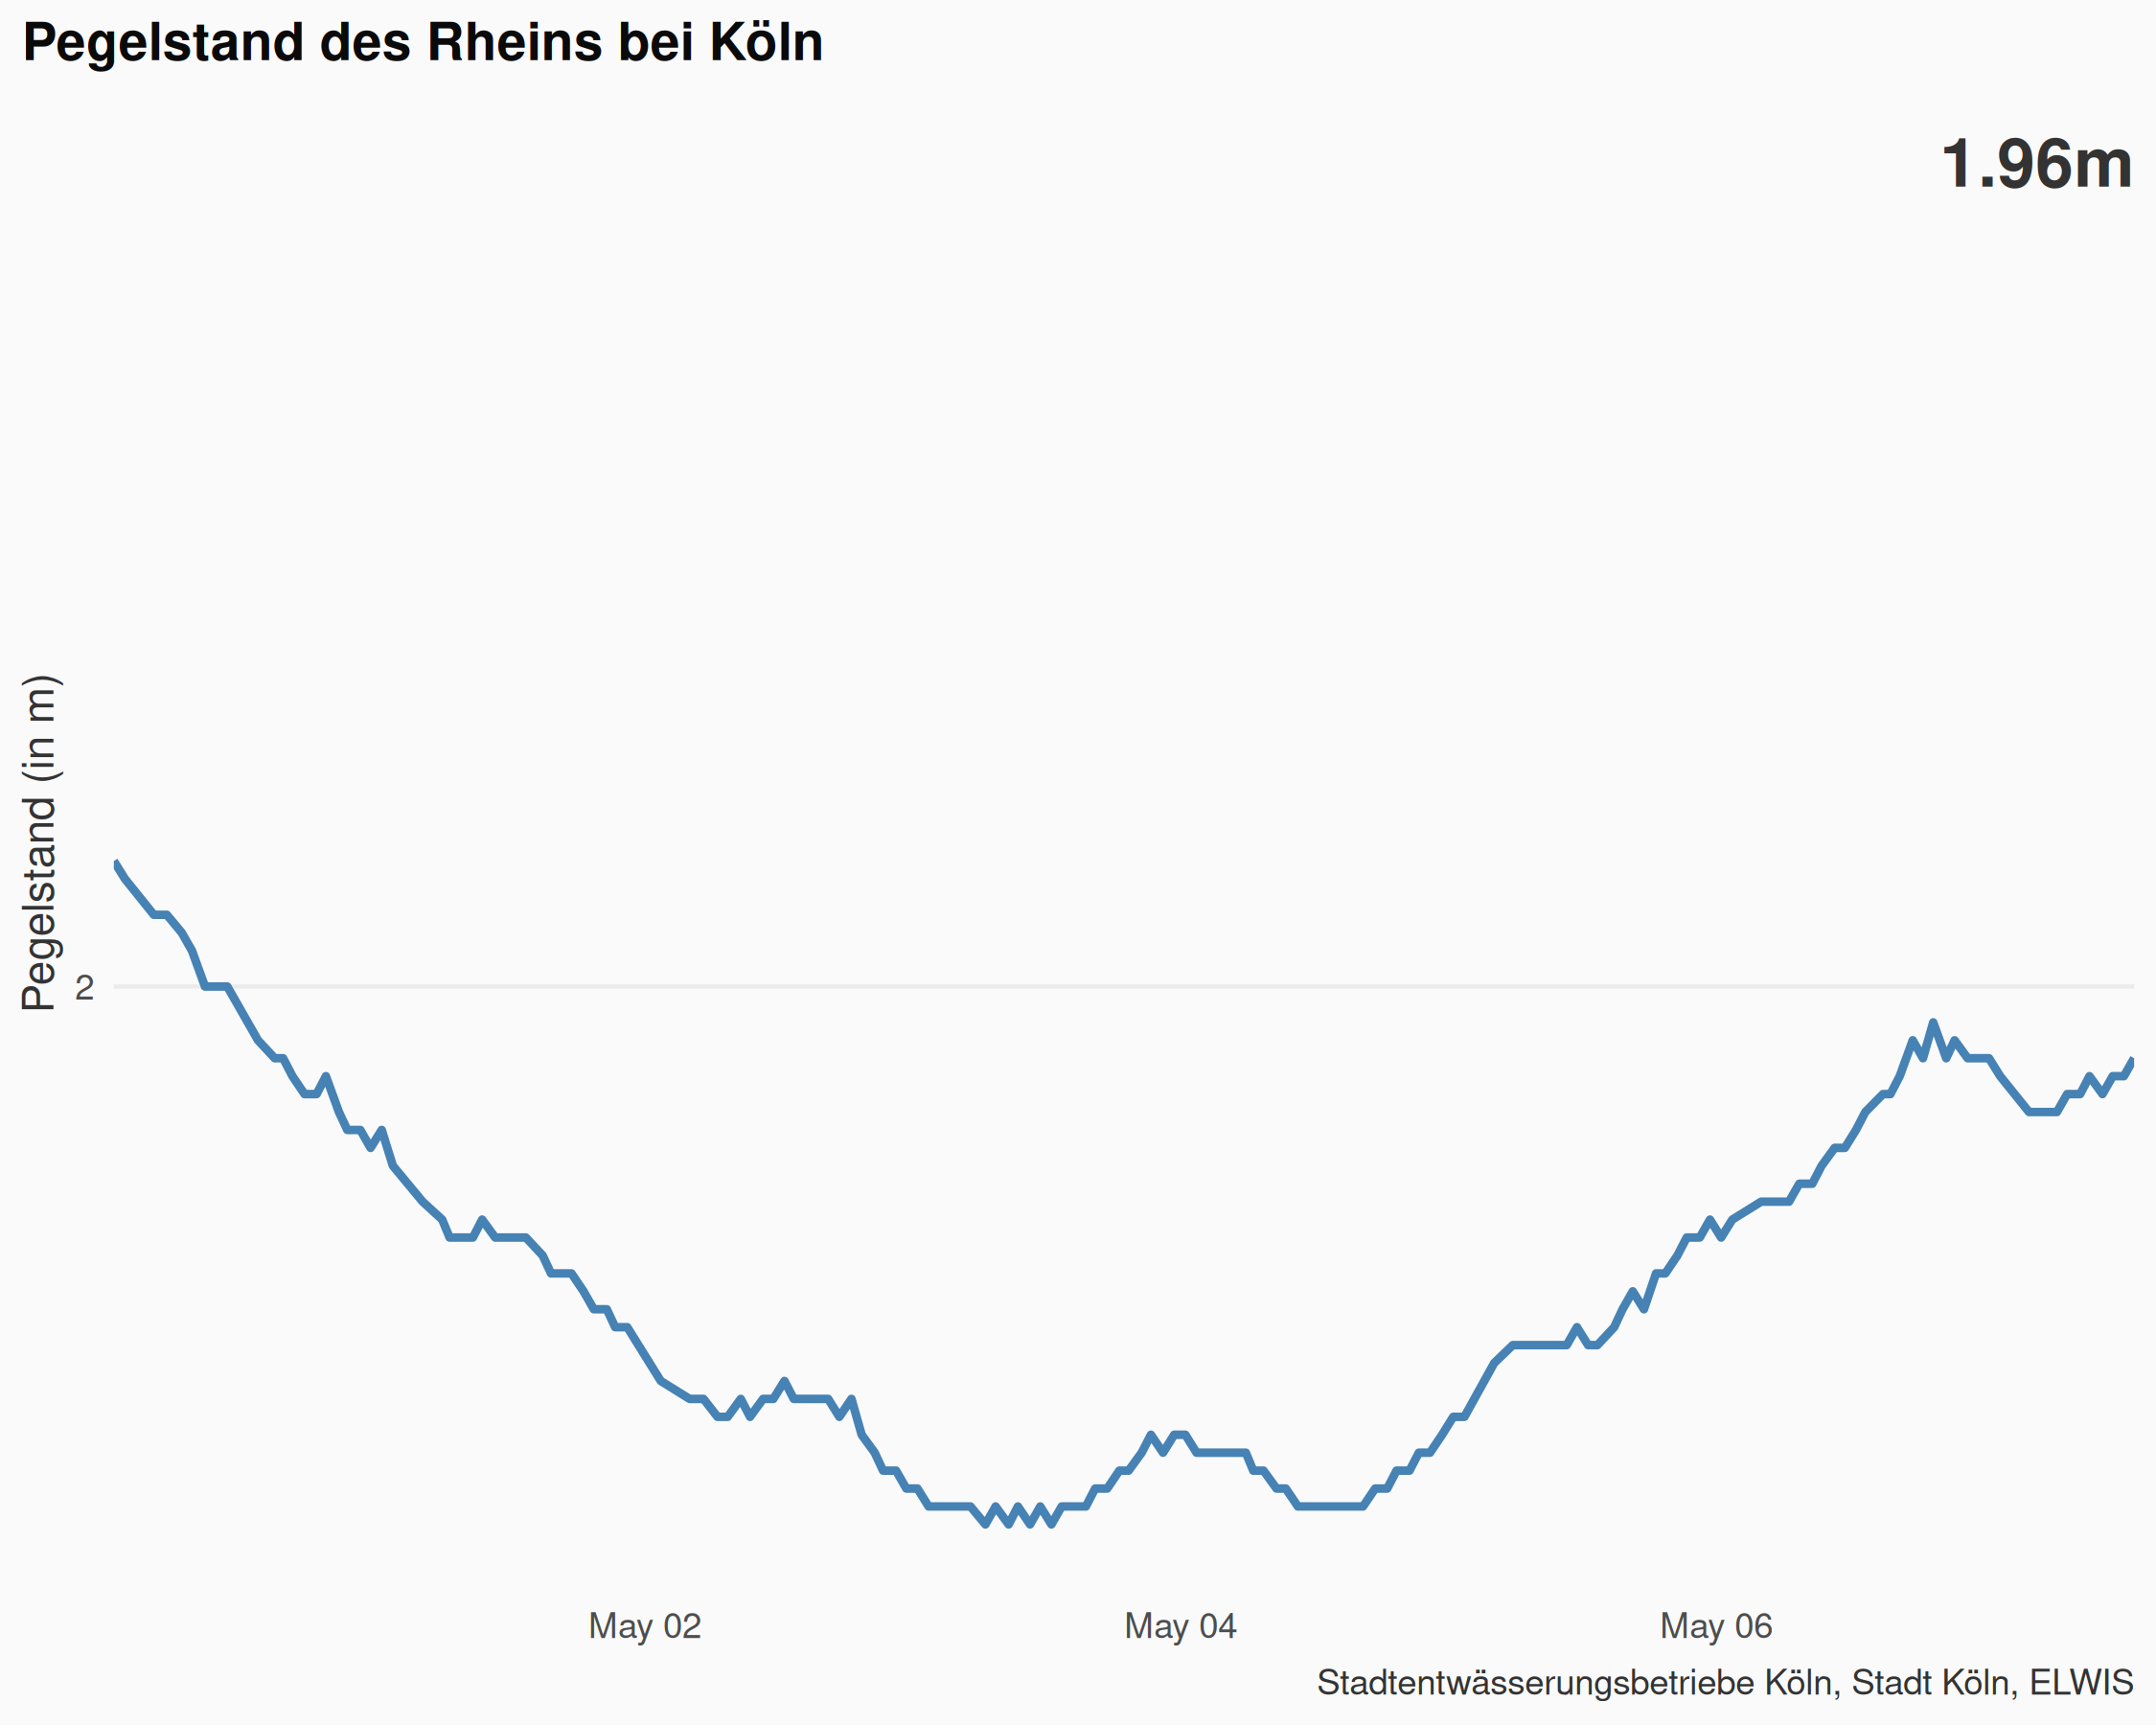 Pegelstand des Rheins bei Köln
1.96m
Pegelstand (in m)
2
May 02
May 04
May 06
Stadtentwässerungsbetriebe Köln, Stadt Köln, ELWIS